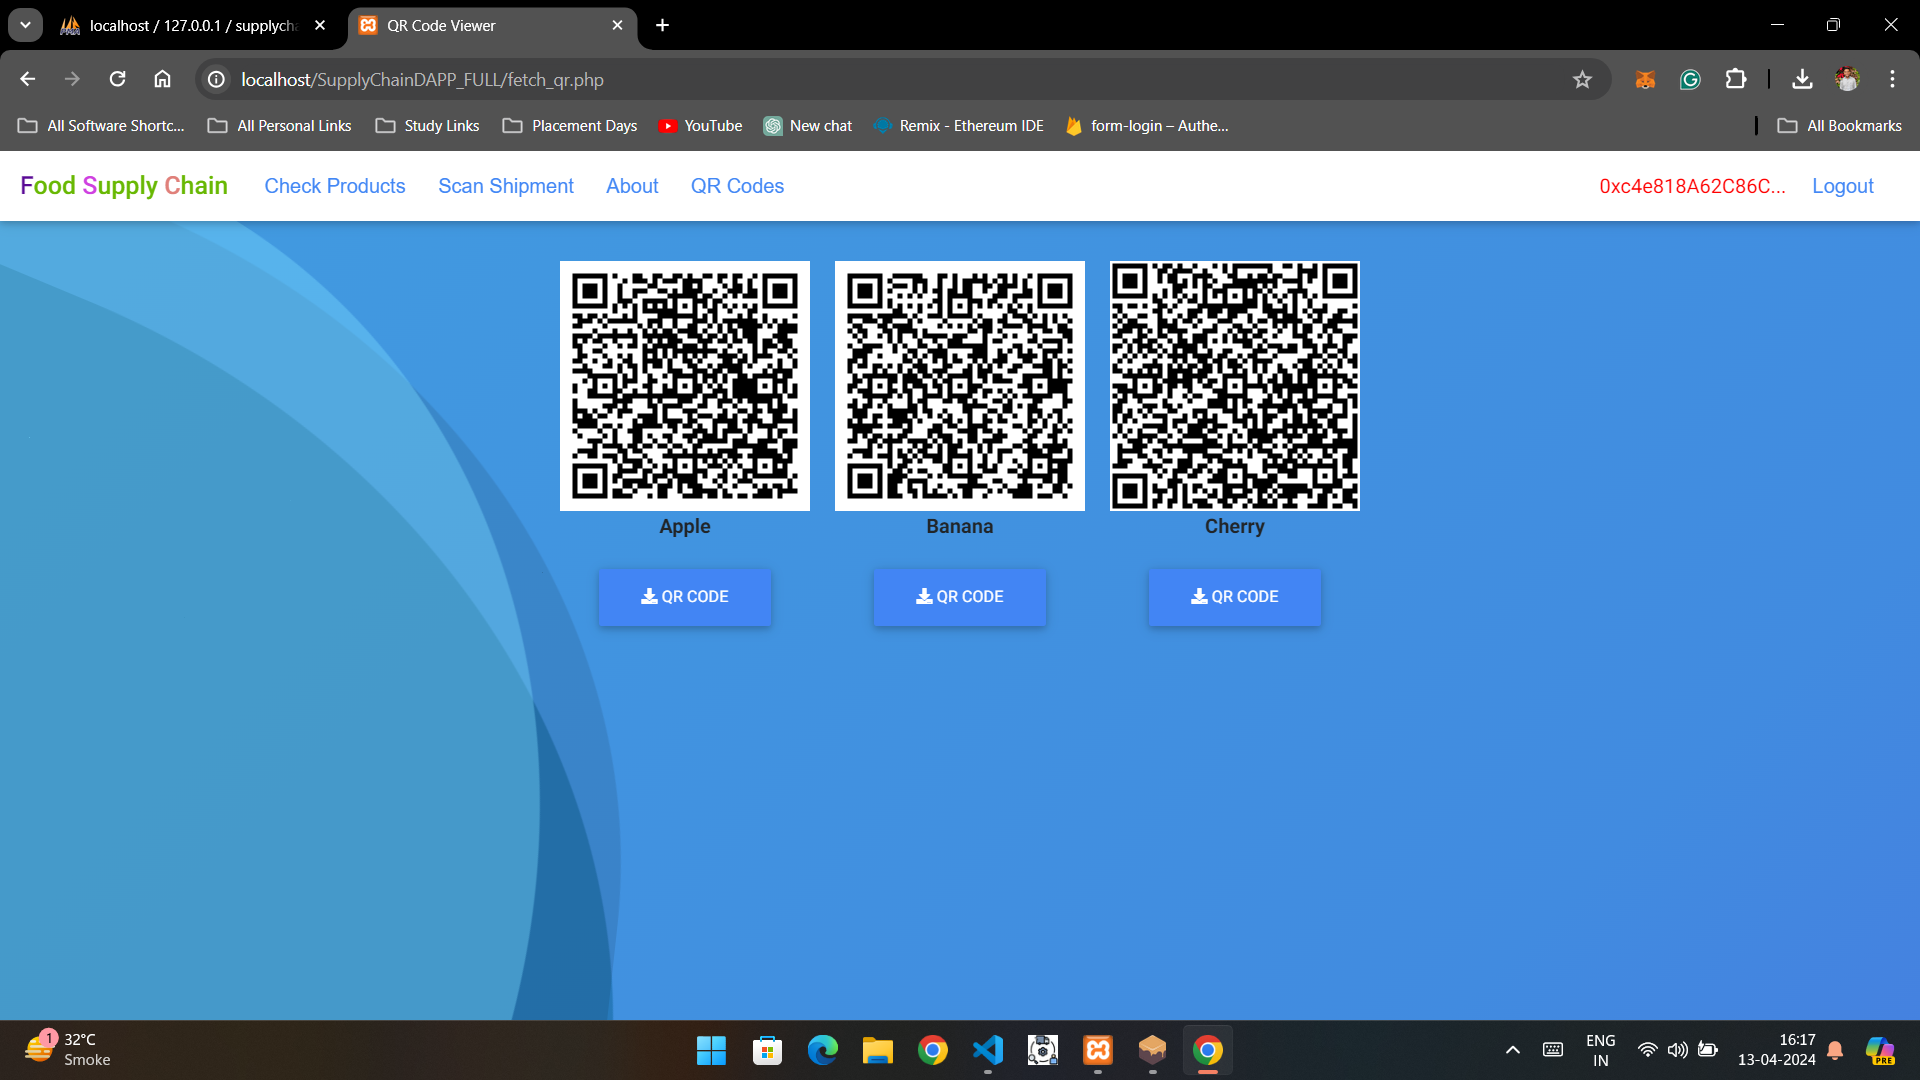 localhost / 127.0.0.1 / supplycha
QR Code Viewer
localhost/SupplyChainDAPP_FULL/fetch_qr.php
All Software Shortc...
All Personal Links
Study Links
Placement Days
YouTube
New chat
Remix - Ethereum IDE
form-login – Authe...
All Bookmarks
Food Supply Chain
Check Products
Scan Shipment
About
QR Codes
0xc4e818A62C86C...
Logout
Apple
Banana
Cherry
QR CODE
QR CODE
QR CODE
1
32°C
Smoke
PRE
ENG
IN
16:17
13-04-2024